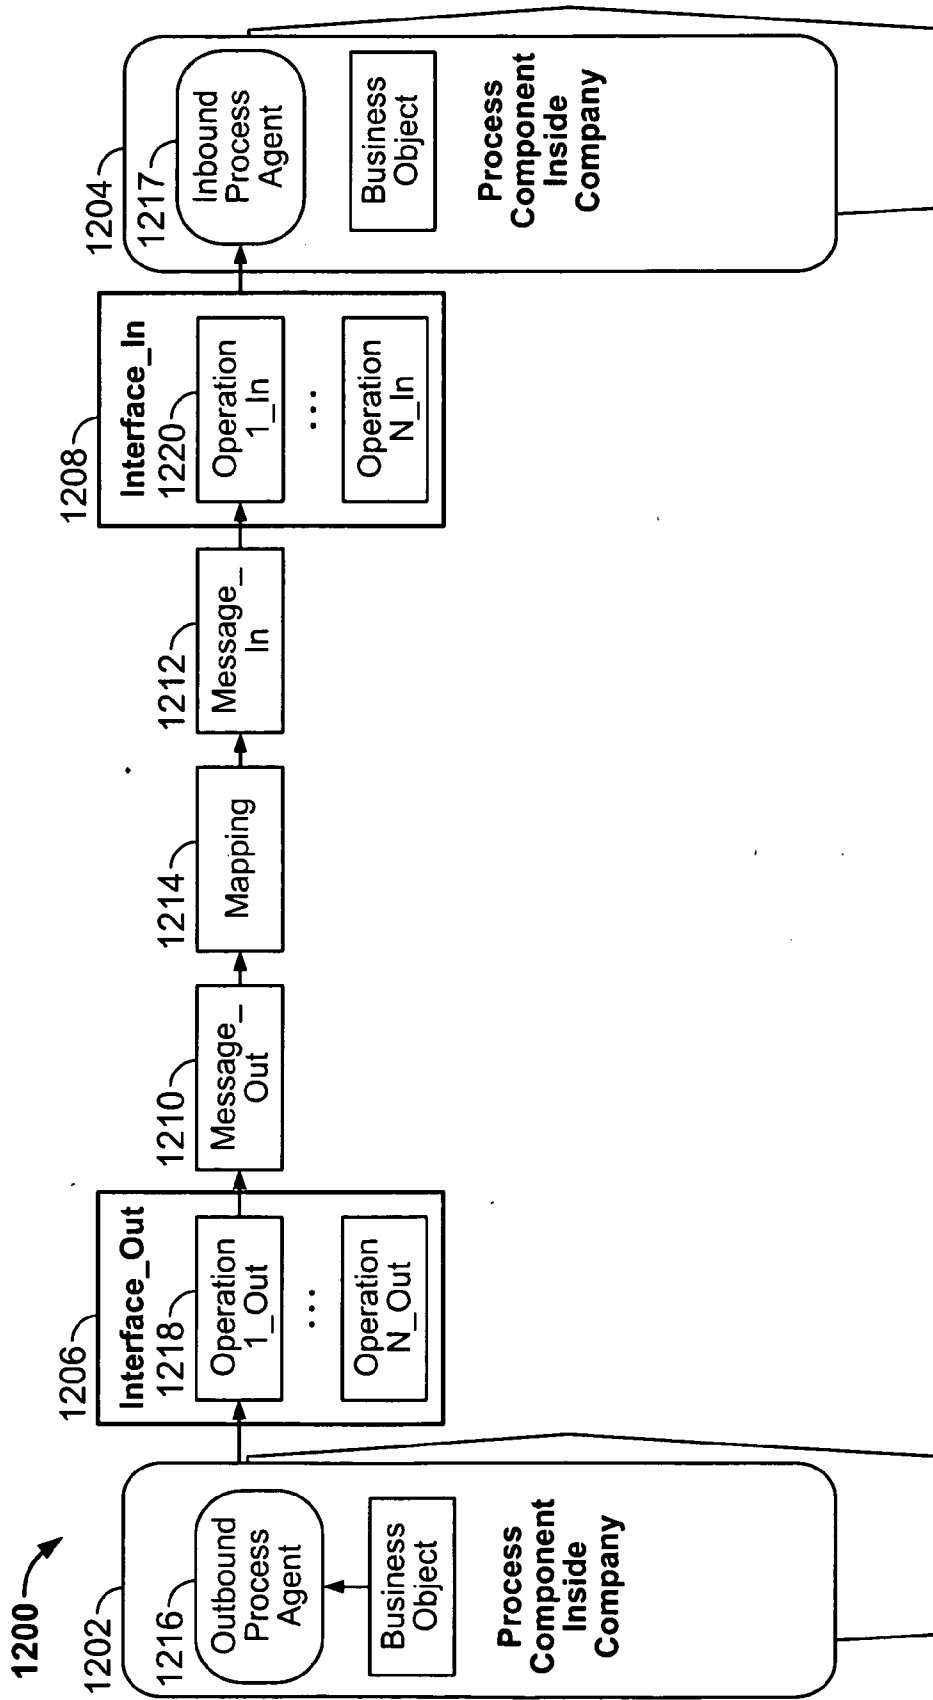 1200
1202
1216
Outbound
Process
Agent
Business
Object
Process
Component
Inside
Company
1206
Interface_Out
1218
Operation
1_Out
...
Operation
N_Out
1210
Message_
Out
1214
Mapping
1212
Message_
In
1208
Interface_In
1220
Operation
1_In
...
Operation
N_In
1204
1217
Inbound
Process
Agent
Business
Object
Process
Component
Inside
Company